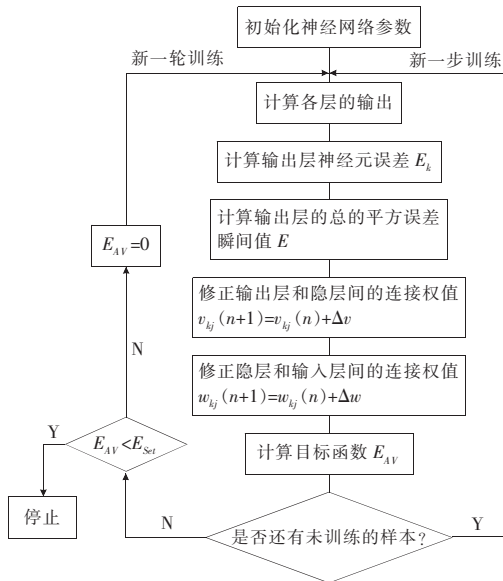 初始化神经网络参数
新一轮训练
新一步训练
计算各层的输出
计算输出层神经元误差 E_k
计算输出层的总的平方误差
瞬间值 E
E_{AV}=0
修正输出层和隐层间的连接权值
v_{kj}(n+1)=v_{kj}(n)+Δv
N
修正隐层和输入层间的连接权值
w_{kj}(n+1)=w_{kj}(n)+Δw
Y
E_{AV}<E_{Set}
计算目标函数 E_{AV}
停止
N
是否还有未训练的样本?
Y